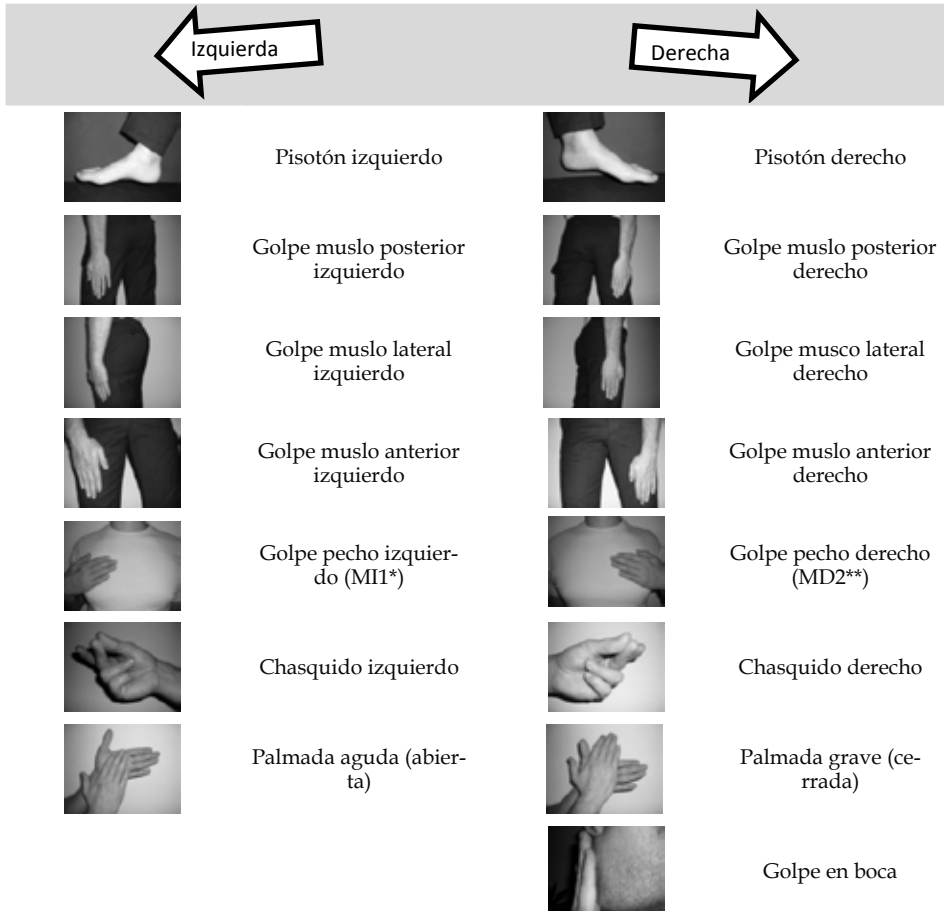 Izquierda
Derecha
Pisotón izquierdo
Pisotón derecho
Golpe muslo posterior
izquierdo
Golpe muslo posterior
derecho
Golpe muslo lateral
izquierdo
Golpe musco lateral
derecho
Golpe muslo anterior
izquierdo
Golpe muslo anterior
derecho
Golpe pecho izquier-
do (MI1*)
Golpe pecho derecho
(MD2**)
Chasquido izquierdo
Chasquido derecho
Palmada aguda (abier-
ta)
Palmada grave (ce-
rrada)
Golpe en boca